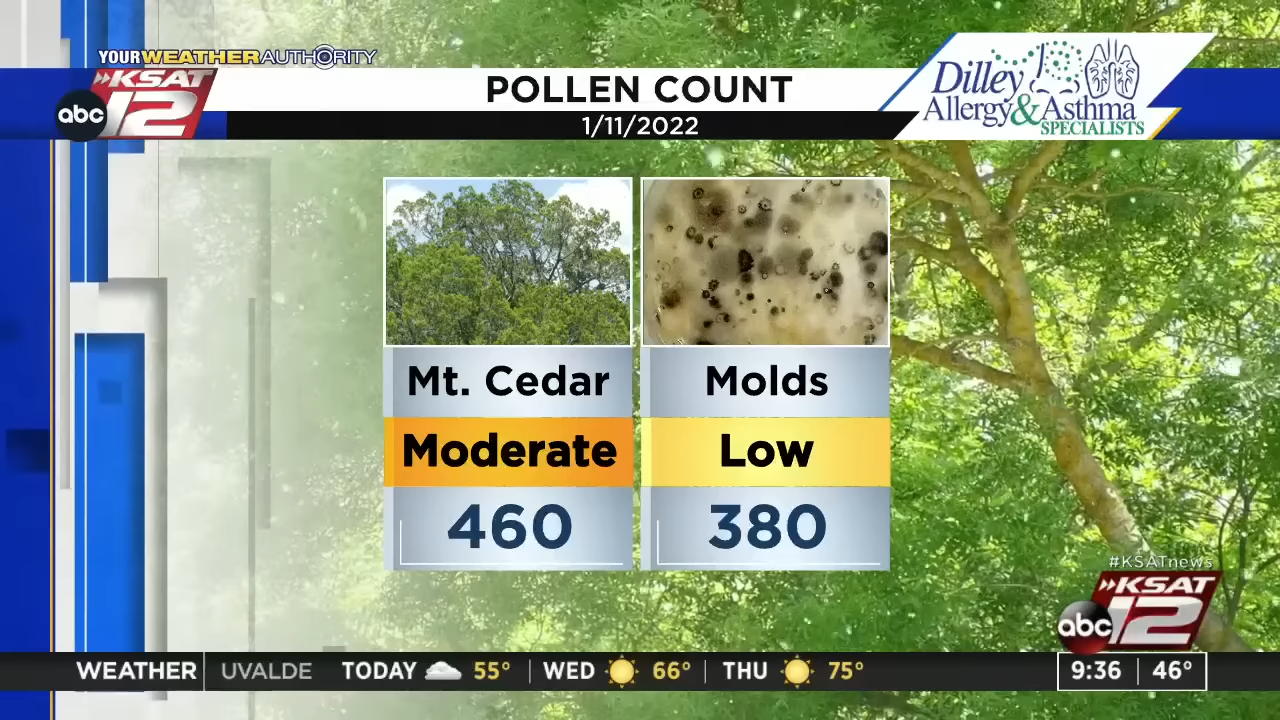 YOUR WEATHER AUTHORITY
KSAT
abc 12
POLLEN COUNT
1/11/2022
Dilley
Allergy & Asthma
SPECIALISTS
Mt. Cedar
Moderate
460
Molds
Low
380
#KSATnews
KSAT
abc 12
WEATHER UVALDE TODAY 55° WED 66° THU 75°
9:36 46°